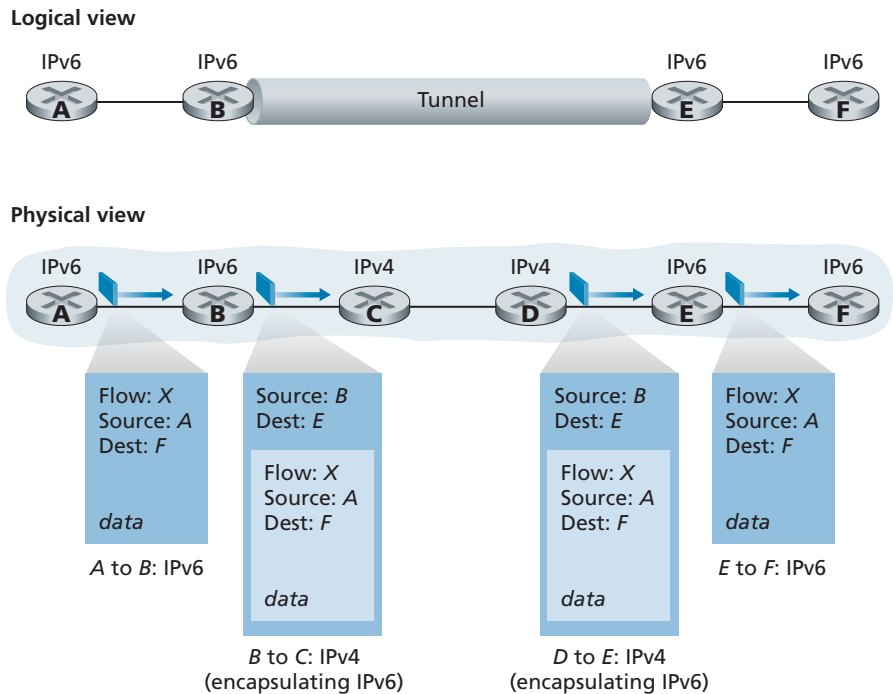 Logical view
IPv6 IPv6 IPv6 IPv6
A B Tunnel E F
Physical view
IPv6 IPv6 IPv4 IPv4 IPv6 IPv6
A B C D E F
Flow: X
Source: A
Dest: F
data
A to B: IPv6
Source: B
Dest: E
Flow: X
Source: A
Dest: F
data
B to C: IPv4
(encapsulating IPv6)
Source: B
Dest: E
Flow: X
Source: A
Dest: F
data
D to E: IPv4
(encapsulating IPv6)
Flow: X
Source: A
Dest: F
data
E to F: IPv6